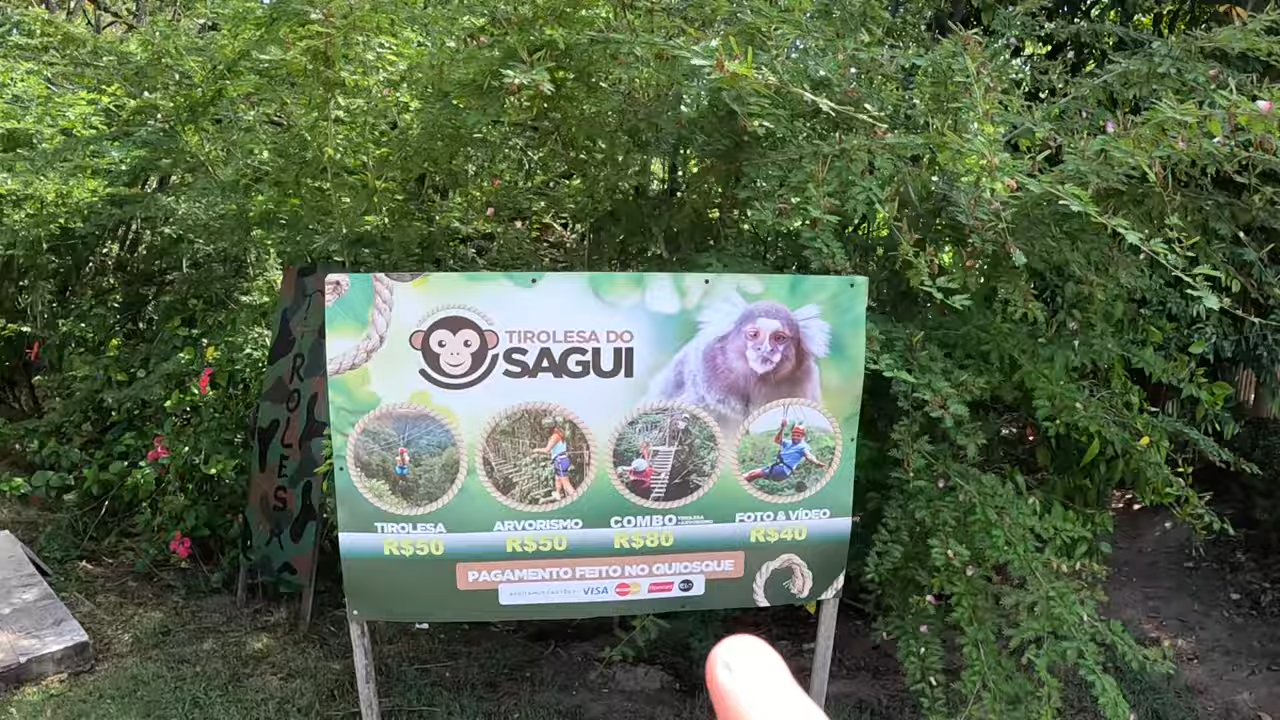 TIROLESA
TIROLESA DO
SAGUI
TIROLESA
R$50
ARVORISMO
R$50
COMBO
R$80
FOTO & VÍDEO
R$40
PAGAMENTO FEITO NO QUIOSQUE
VISA